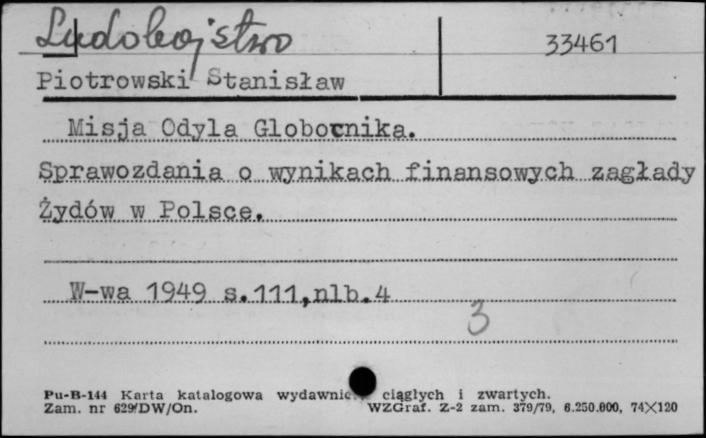 Ludobójstwo
33461
Piotrowski Stanisław
Misja Odyla Globocnika.
Sprawozdania o wynikach finansowych zagłady
Żydów w Polsce.
W-wa 1949 s.111,nlb.4
3
Pu-B-144 Karta katalogowa ciągłych i zwartych.
Zam. nr 629/DW/On. WZGraf. Z-2 zam. 379/79, 6.250.000, 74×120